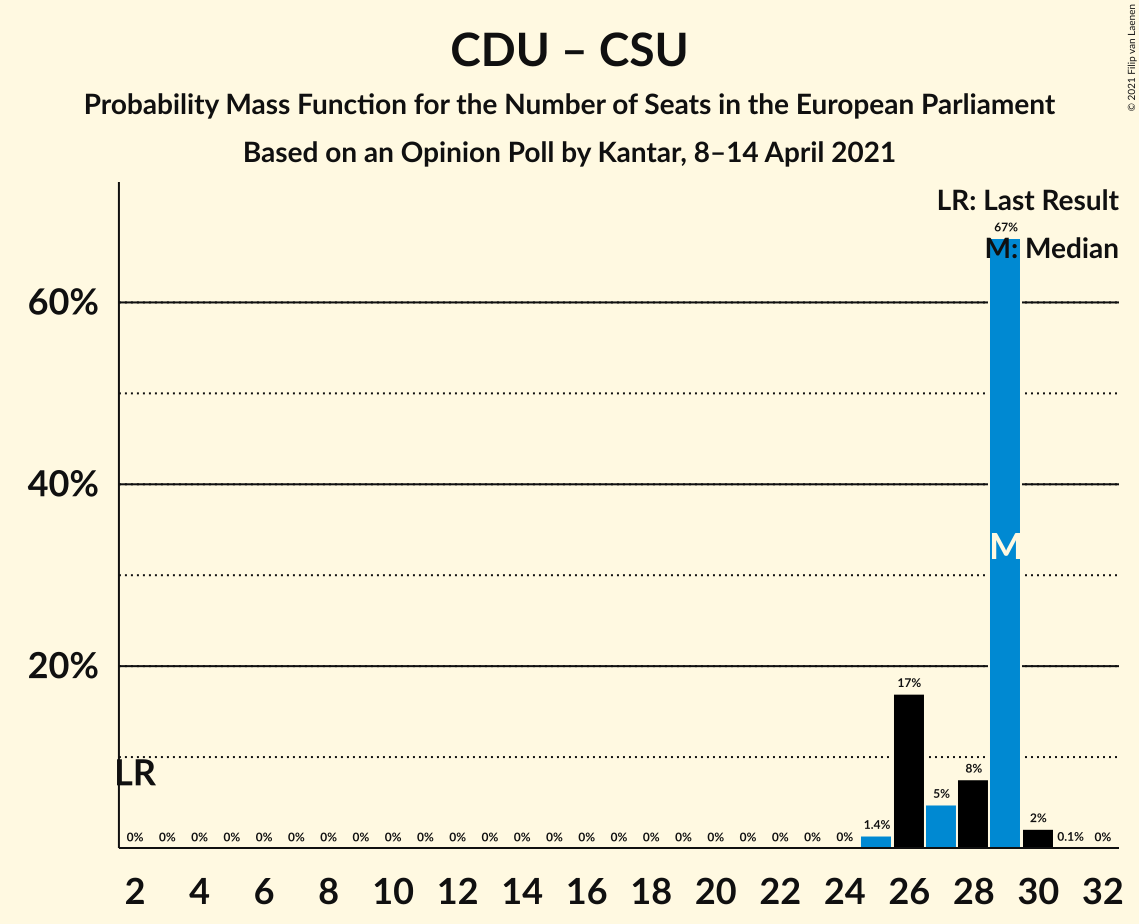 CDU – CSU
Probability Mass Function for the Number of Seats in the European Parliament
Based on an Opinion Poll by Kantar, 8–14 April 2021
© 2021 Filip van Laenen
LR: Last Result
M: Median
67%
60%
40%
M
20%
17%
LR
8%
5%
2%
1.4%
0% 0% 0% 0% 0% 0% 0% 0% 0% 0% 0% 0% 0% 0% 0% 0% 0% 0% 0% 0% 0% 0% 0% 0.1% 0%
2 4 6 8 10 12 14 16 18 20 22 24 26 28 30 32